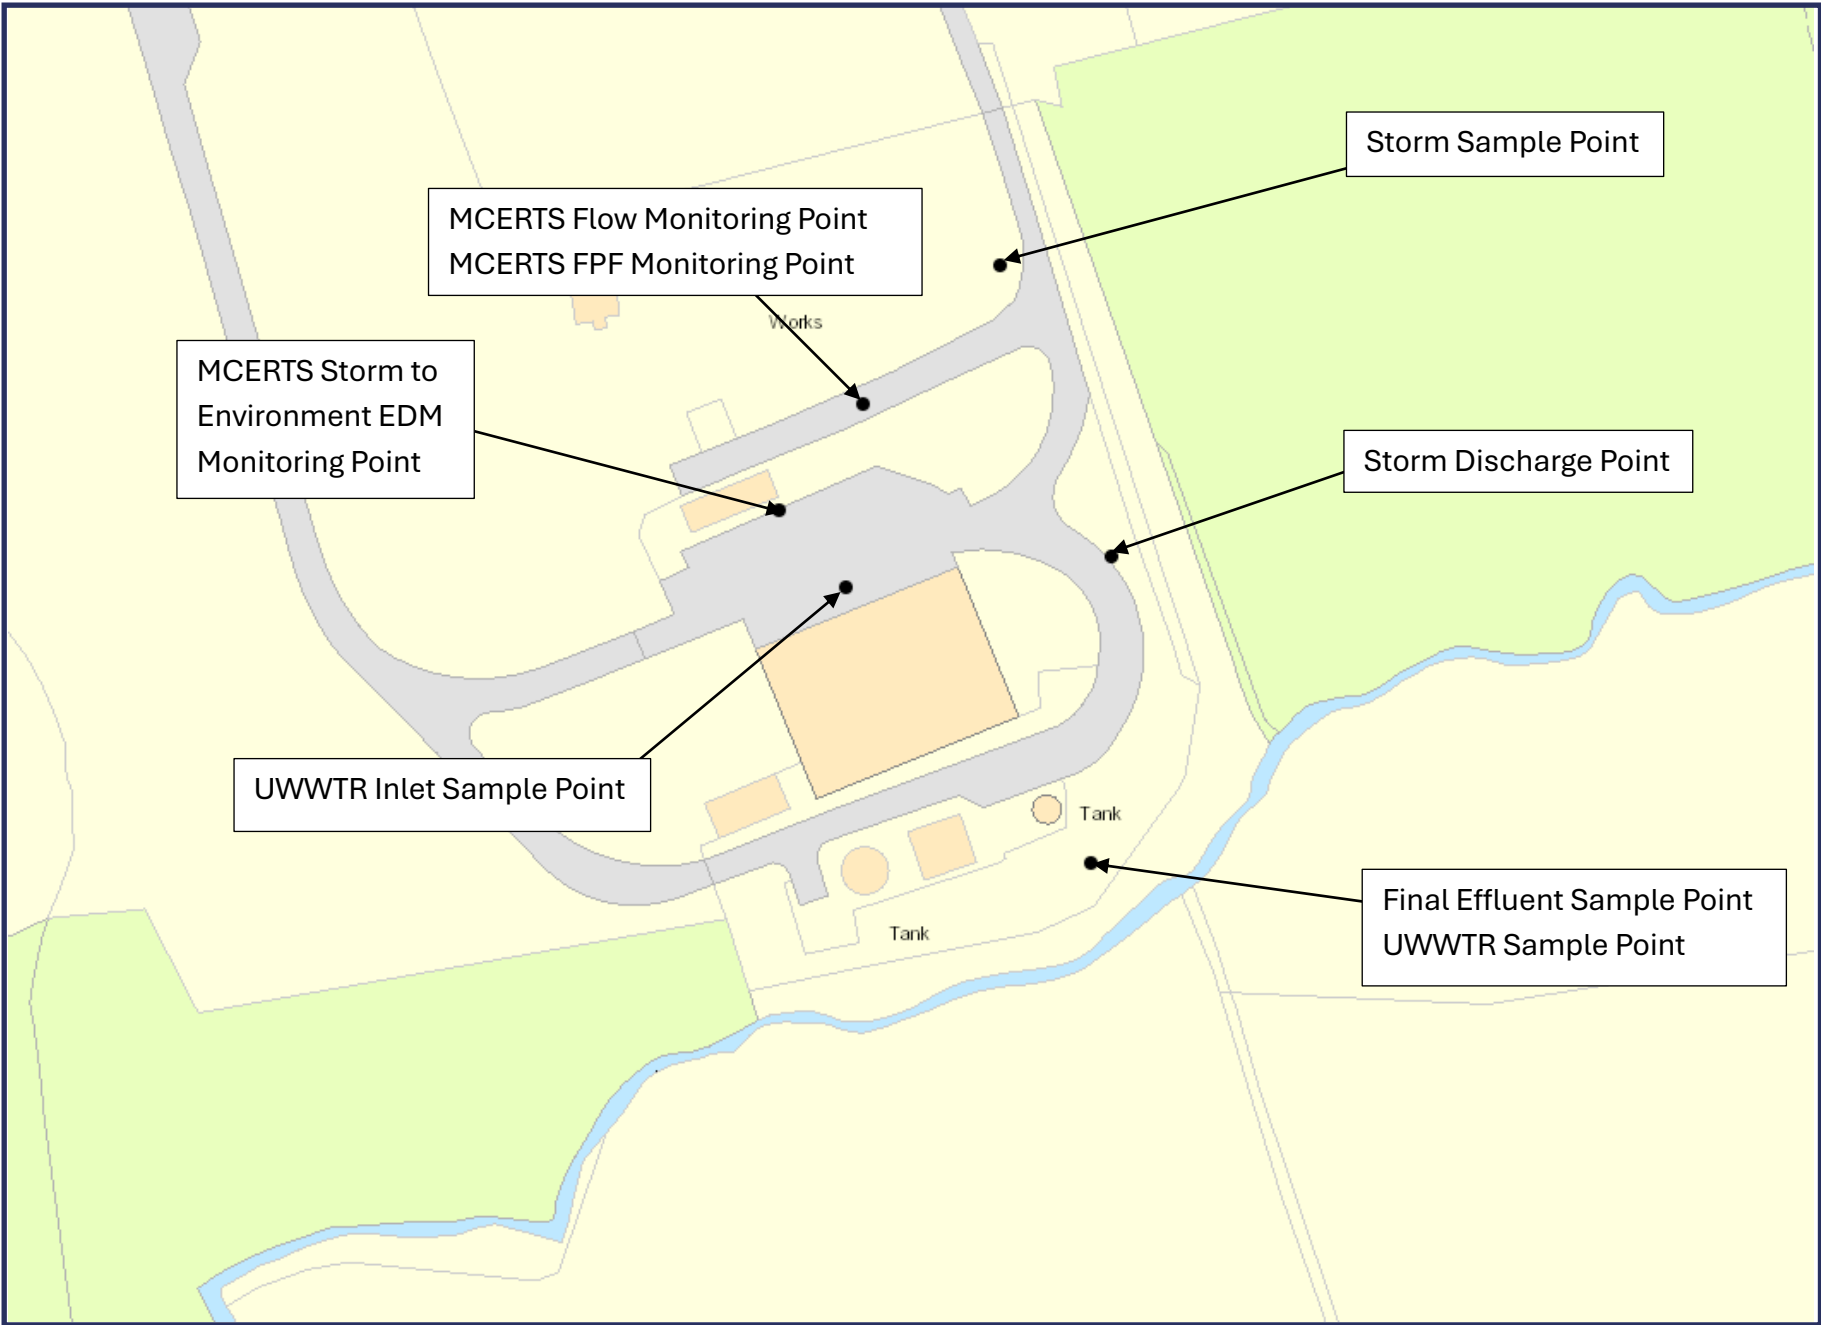 Storm Sample Point
MCERTS Flow Monitoring Point
MCERTS FPF Monitoring Point
Works
MCERTS Storm to
Environment EDM
Monitoring Point
Storm Discharge Point
UWWTR Inlet Sample Point
Tank
Final Effluent Sample Point
UWWTR Sample Point
Tank